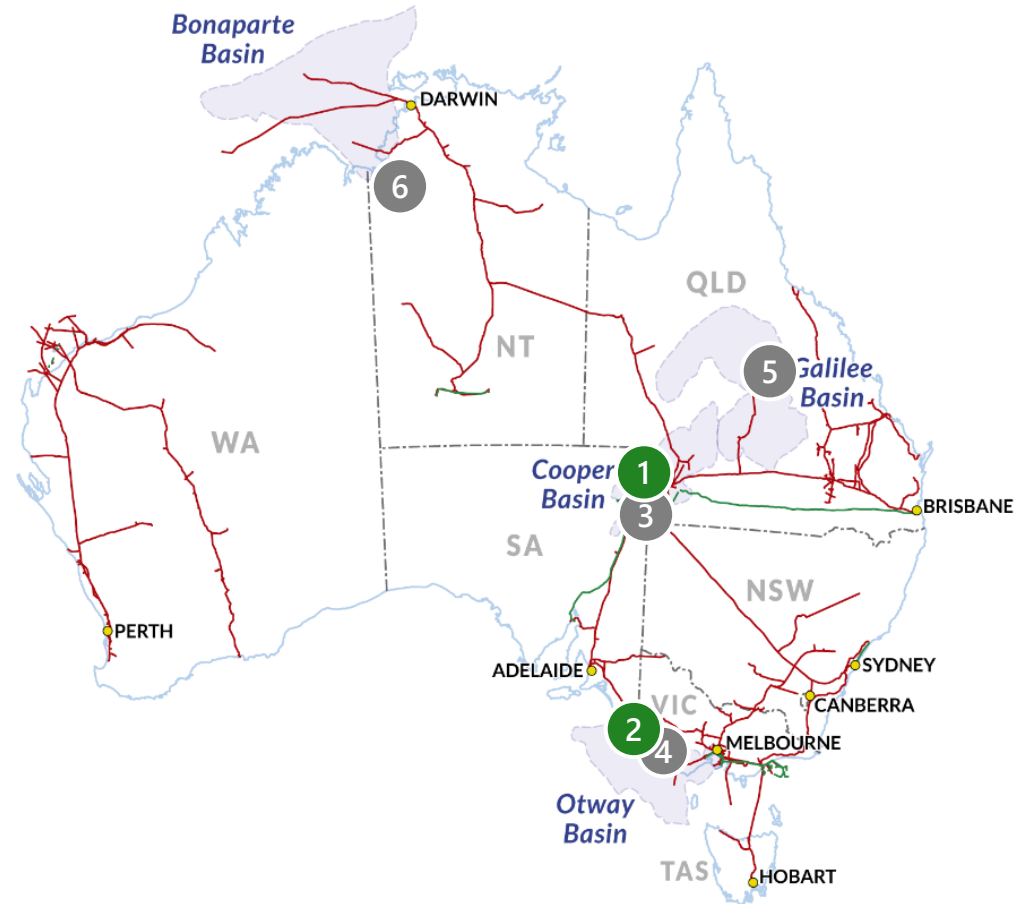 Bonaparte
Basin
DARWIN
6
QLD
NT
5
Galilee
Basin
WA
Cooper
Basin
1
3
BRISBANE
SA
NSW
PERTH
ADELAIDE
SYDNEY
VIC
CANBERRA
2
4
MELBOURNE
Otway
Basin
TAS
HOBART